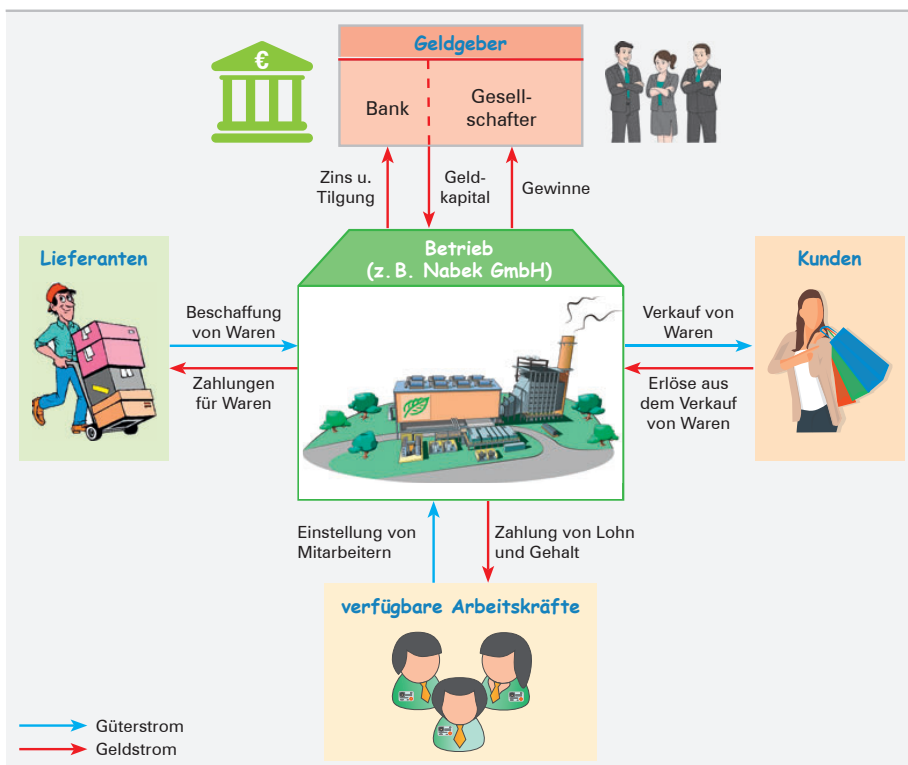 €
Geldgeber
Bank
Gesell-
schafter
Zins u.
Tilgung
Geld-
kapital
Gewinne
Lieferanten
Betrieb
(z. B. Nabek GmbH)
Kunden
Beschaffung
von Waren
Zahlungen
für Waren
Verkauf von
Waren
Erlöse aus
dem Verkauf
von Waren
Einstellung von
Mitarbeitern
Zahlung von Lohn
und Gehalt
verfügbare Arbeitskräfte
Güterstrom
Geldstrom